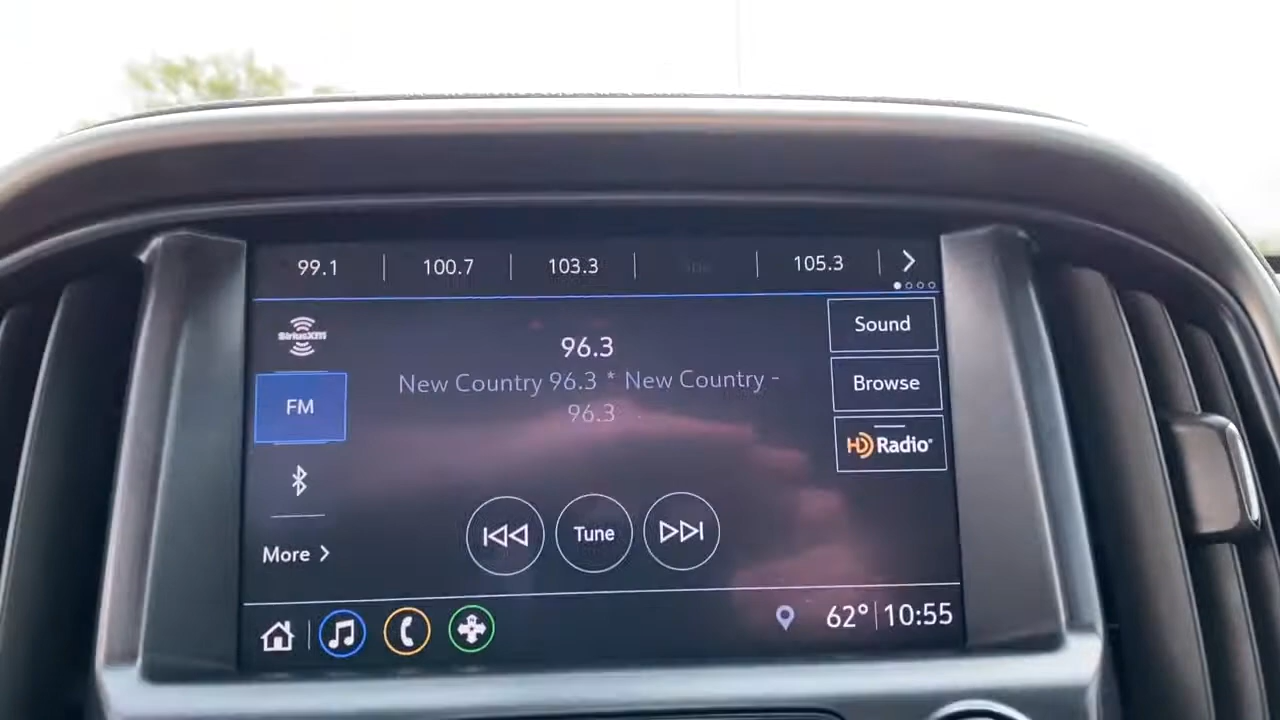 99.1 100.7 103.3 105.3
SiriusXM
96.3
Sound
New Country 96.3 * New Country -
96.3
FM
Browse
HD Radio
Tune
More
62° 10:55